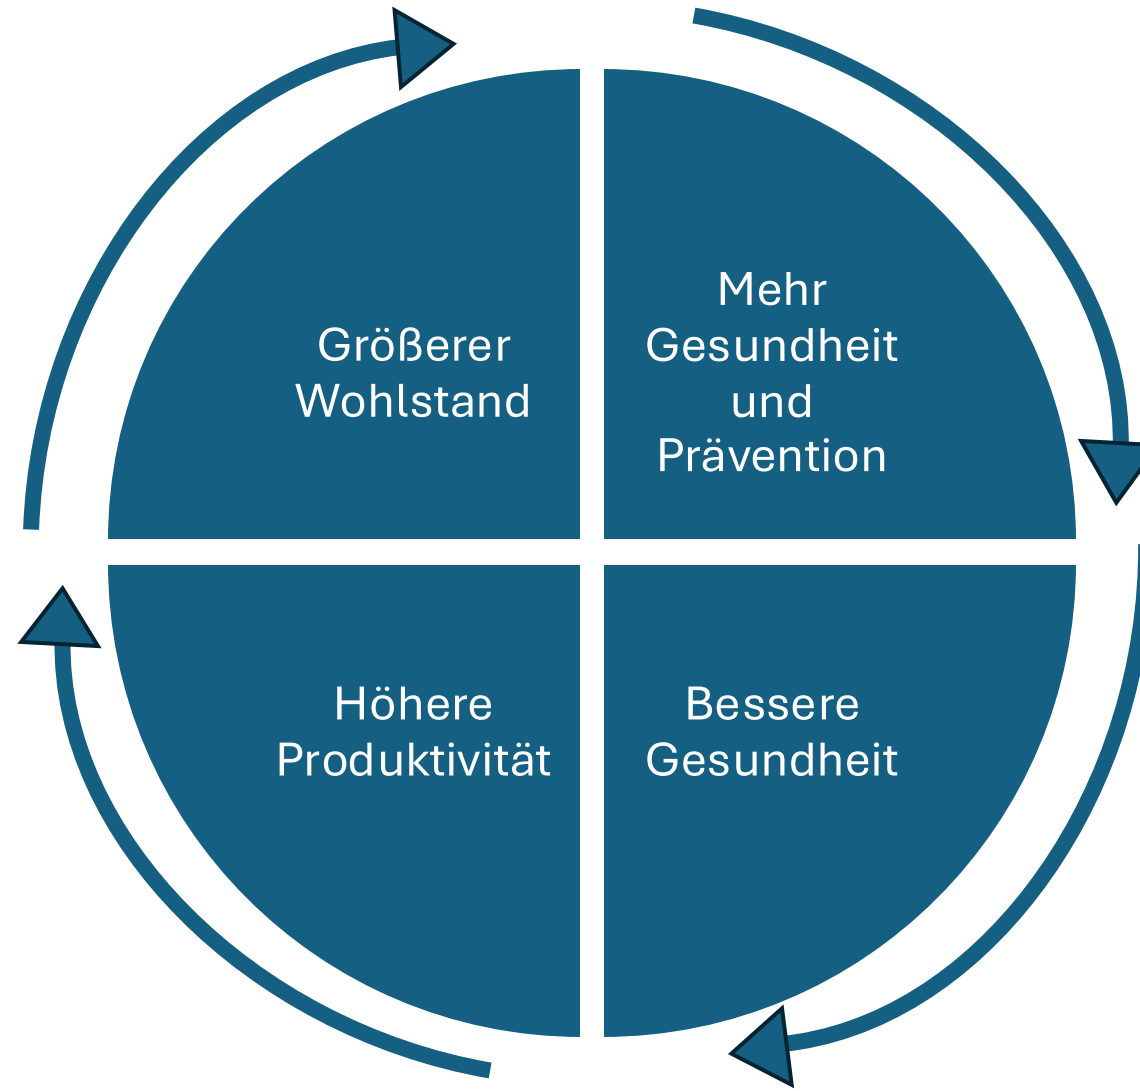 Größerer
Wohlstand
Mehr
Gesundheit
und
Prävention
Höhere
Produktivität
Bessere
Gesundheit